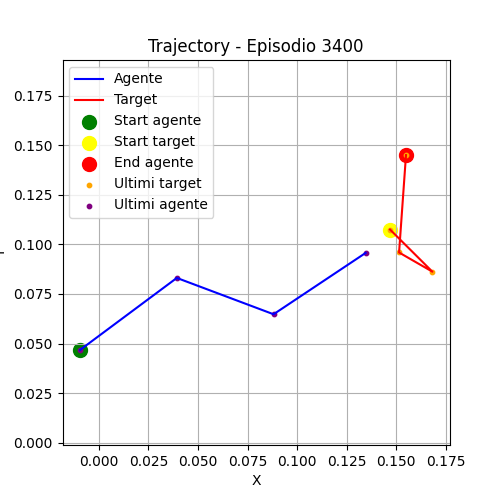 Trajectory - Episodio 3400
Agente
Target
Start agente
Start target
End agente
Ultimi target
Ultimi agente
0.175
0.150
0.125
0.100
0.075
0.050
0.025
0.000
0.000 0.025 0.050 0.075 0.100 0.125 0.150 0.175
X